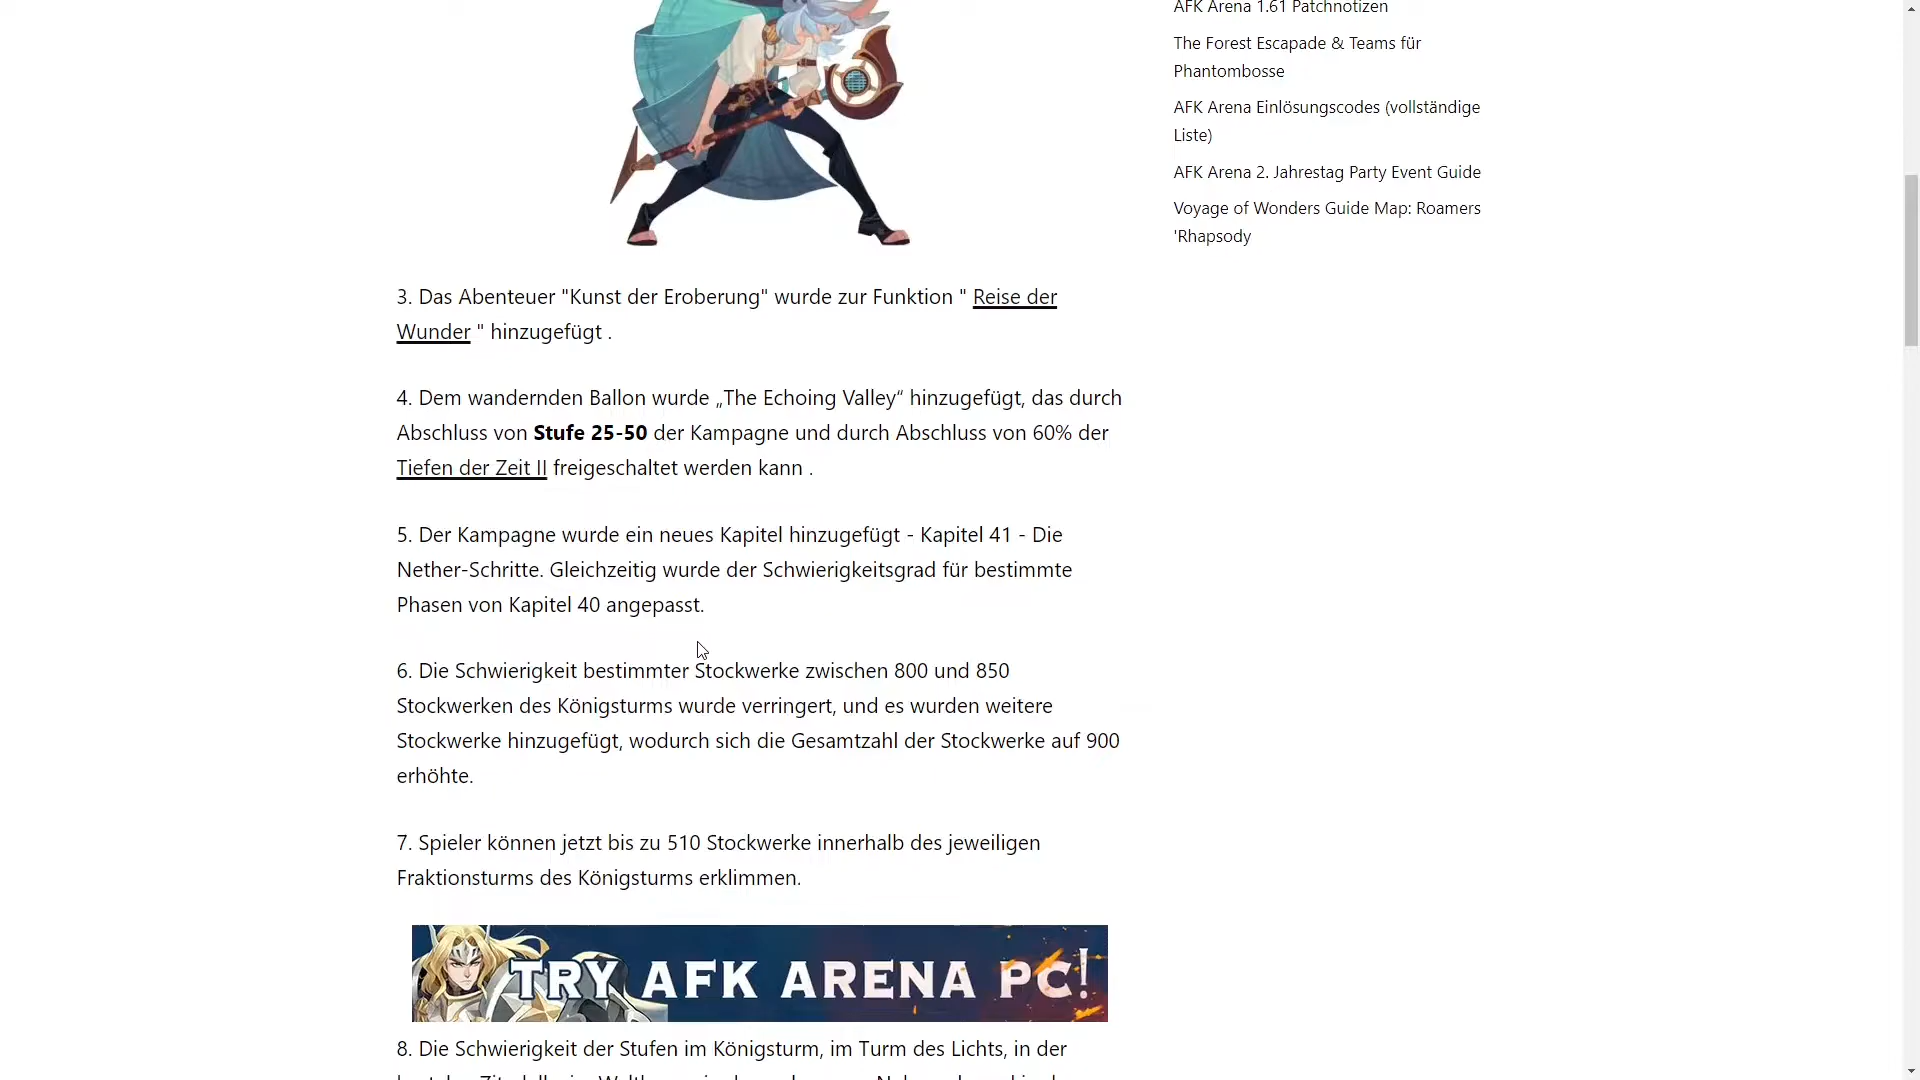 AFK Arena 1.61 Patchnotizen
The Forest Escapade & Teams für
Phantombosse
AFK Arena Einlösungscodes (vollständige
Liste)
AFK Arena 2. Jahrestag Party Event Guide
Voyage of Wonders Guide Map: Roamers
'Rhapsody
3. Das Abenteuer "Kunst der Eroberung" wurde zur Funktion " Reise der
Wunder " hinzugefügt .
4. Dem wandernden Ballon wurde „The Echoing Valley“ hinzugefügt, das durch
Abschluss von Stufe 25-50 der Kampagne und durch Abschluss von 60% der
Tiefen der Zeit II freigeschaltet werden kann .
5. Der Kampagne wurde ein neues Kapitel hinzugefügt - Kapitel 41 - Die
Nether-Schritte. Gleichzeitig wurde der Schwierigkeitsgrad für bestimmte
Phasen von Kapitel 40 angepasst.
6. Die Schwierigkeit bestimmter Stockwerke zwischen 800 und 850
Stockwerken des Königsturms wurde verringert, und es wurden weitere
Stockwerke hinzugefügt, wodurch sich die Gesamtzahl der Stockwerke auf 900
erhöhte.
7. Spieler können jetzt bis zu 510 Stockwerke innerhalb des jeweiligen
Fraktionsturms des Königsturms erklimmen.
TRY AFK ARENA PC!
8. Die Schwierigkeit der Stufen im Königsturm, im Turm des Lichts, in der